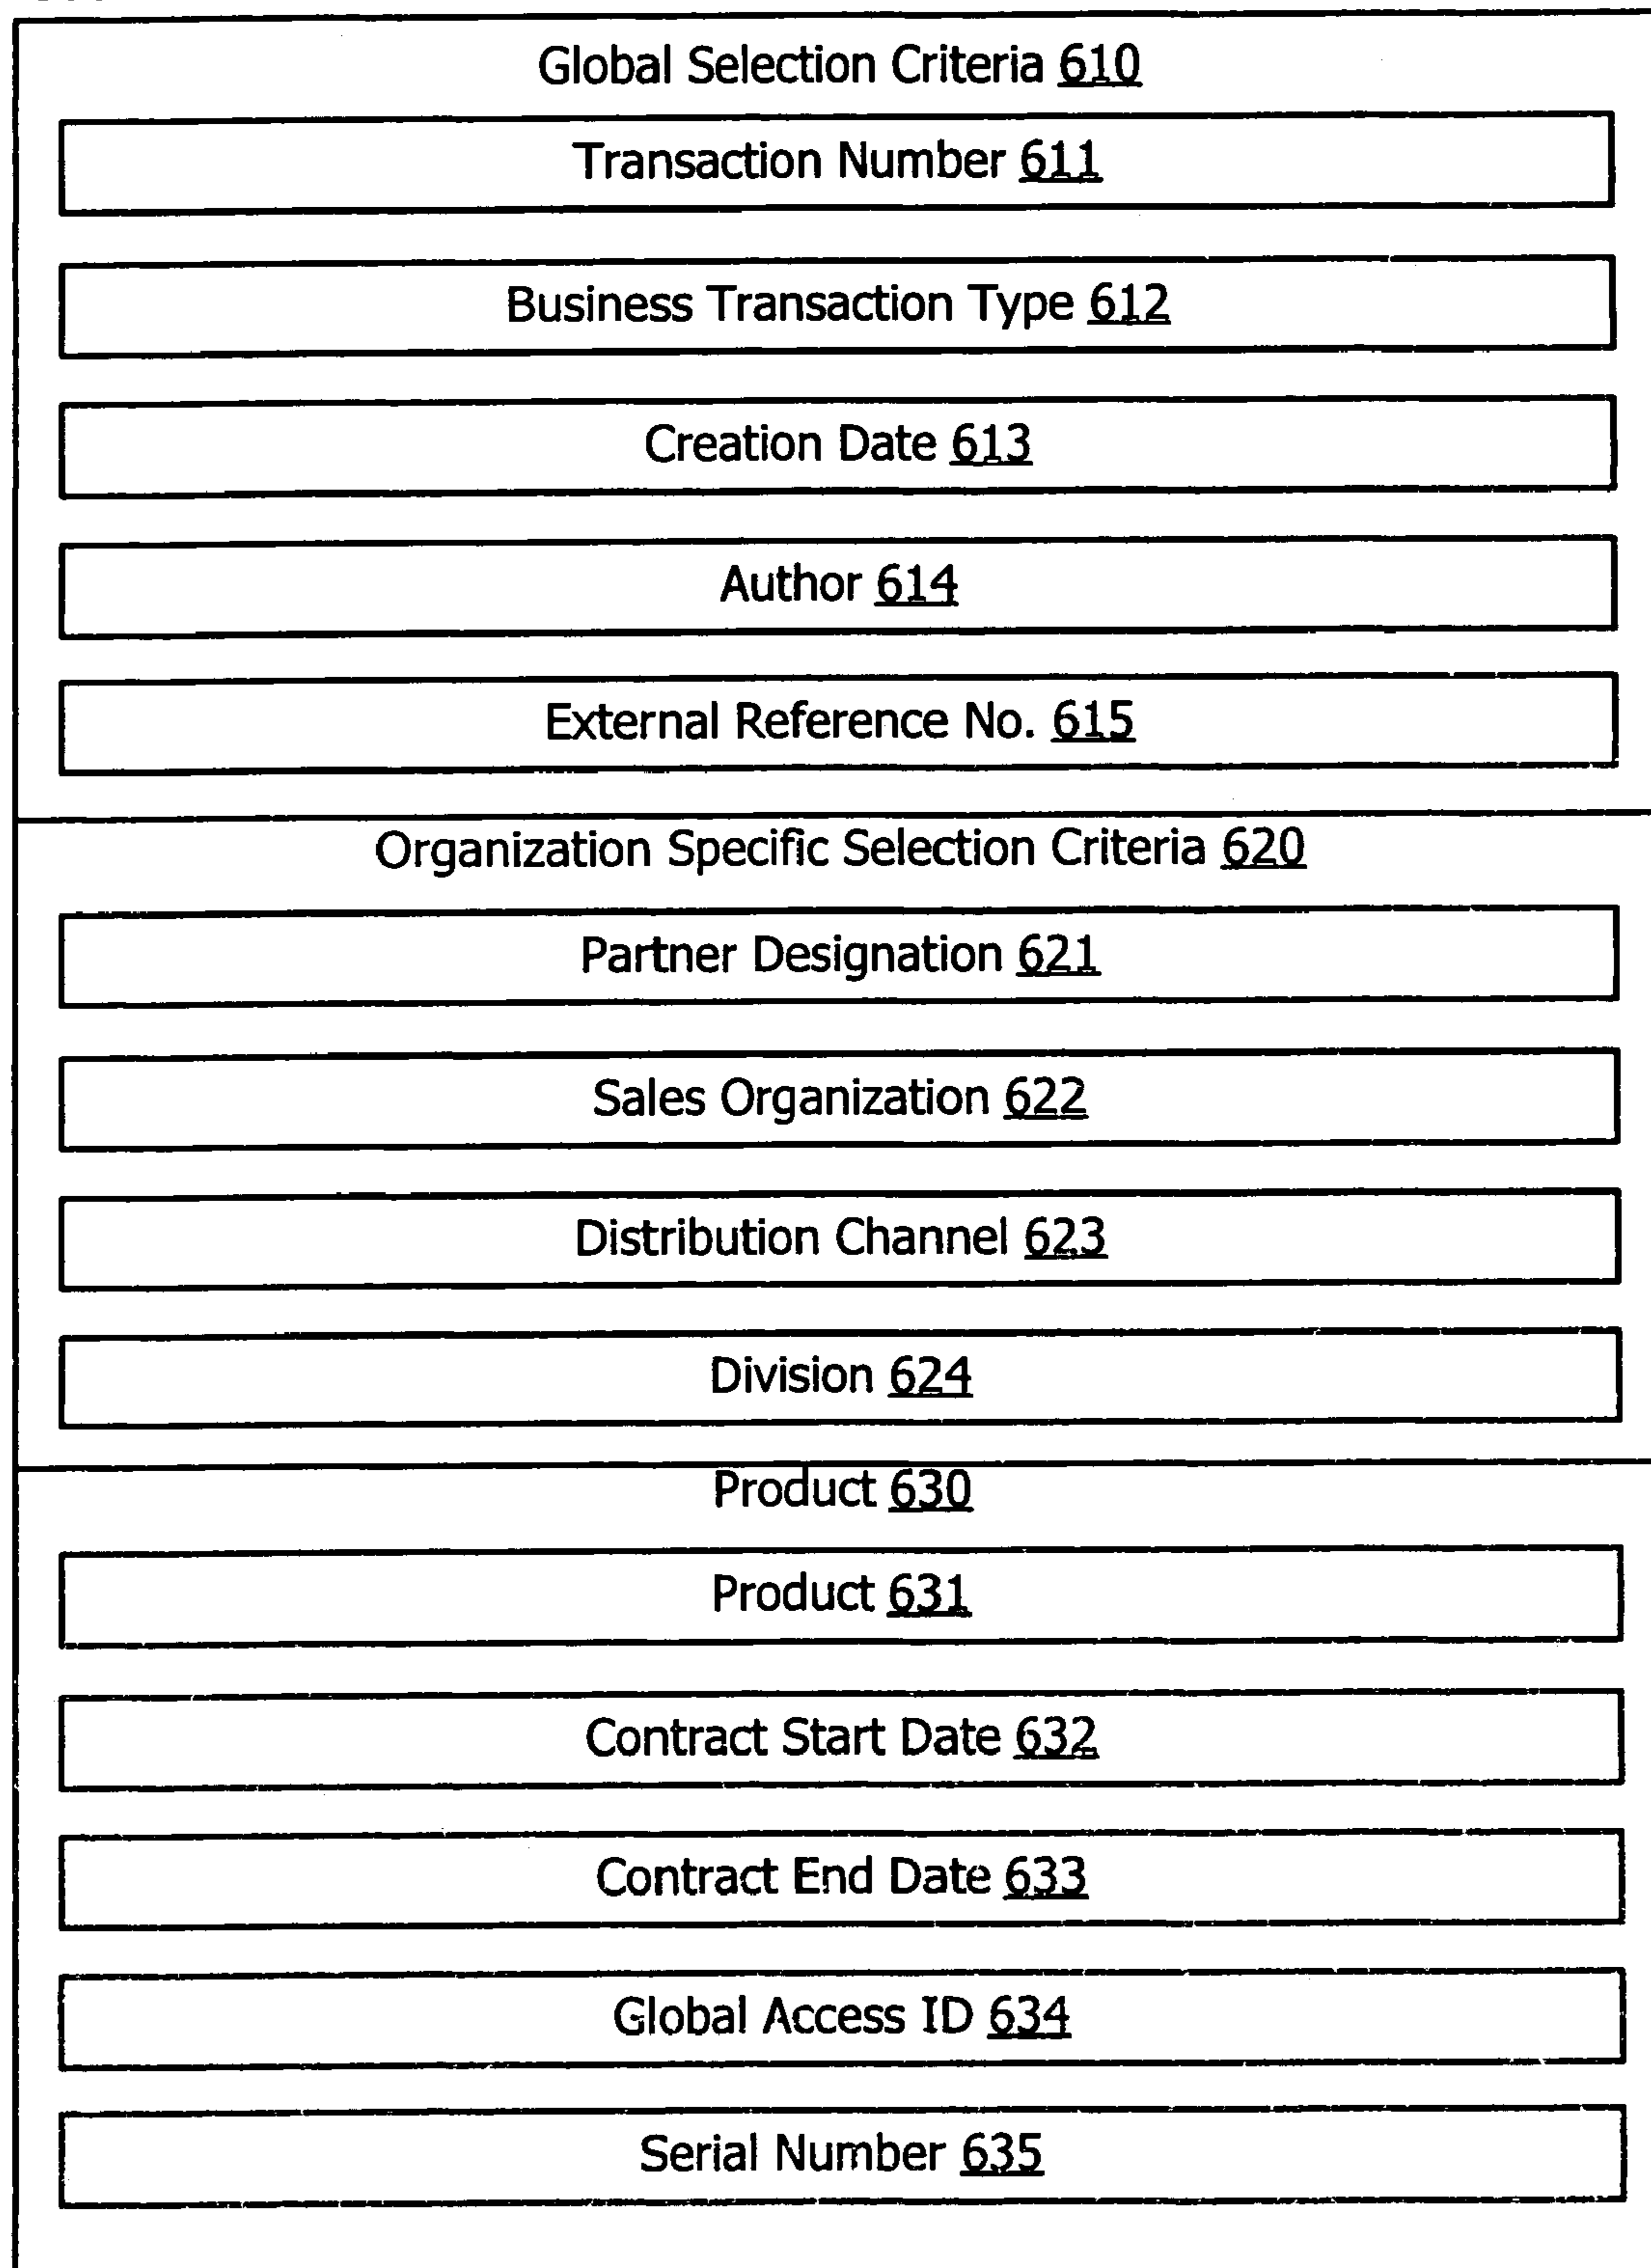 Global Selection Criteria 610
Transaction Number 611
Business Transaction Type 612
Creation Date 613
Author 614
External Reference No. 615
Organization Specific Selection Criteria 620
Partner Designation 621
Sales Organization 622
Distribution Channel 623
Division 624
Product 630
Product 631
Contract Start Date 632
Contract End Date 633
Global Access ID 634
Serial Number 635